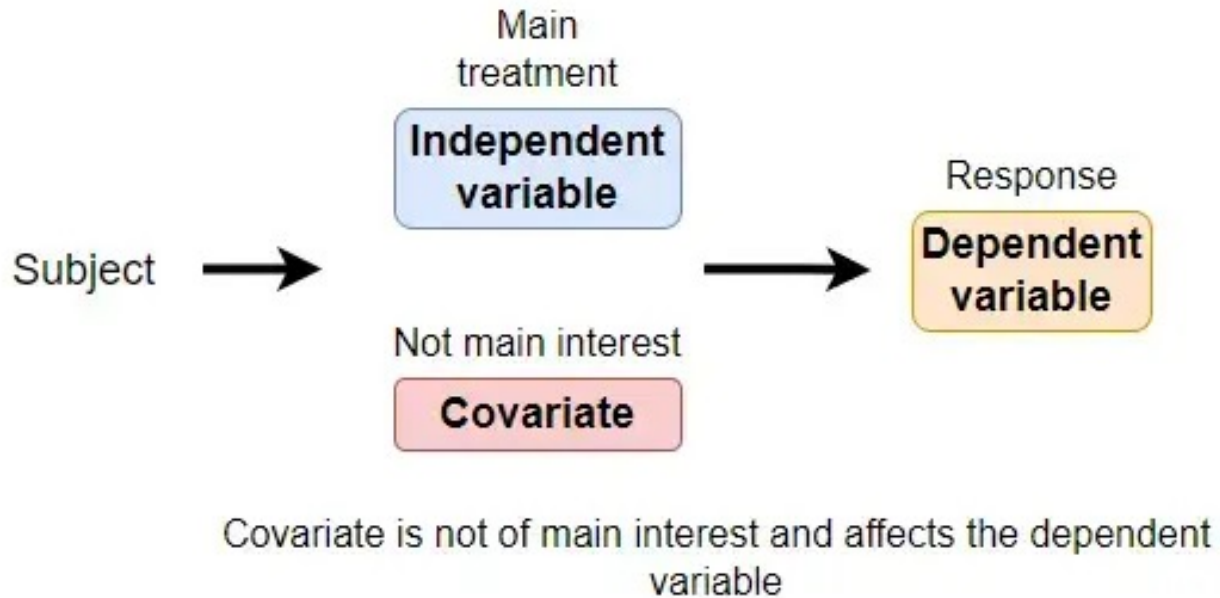 Main
treatment
Independent
variable
Response
Dependent
variable
Subject
Not main interest
Covariate
Covariate is not of main interest and affects the dependent
variable